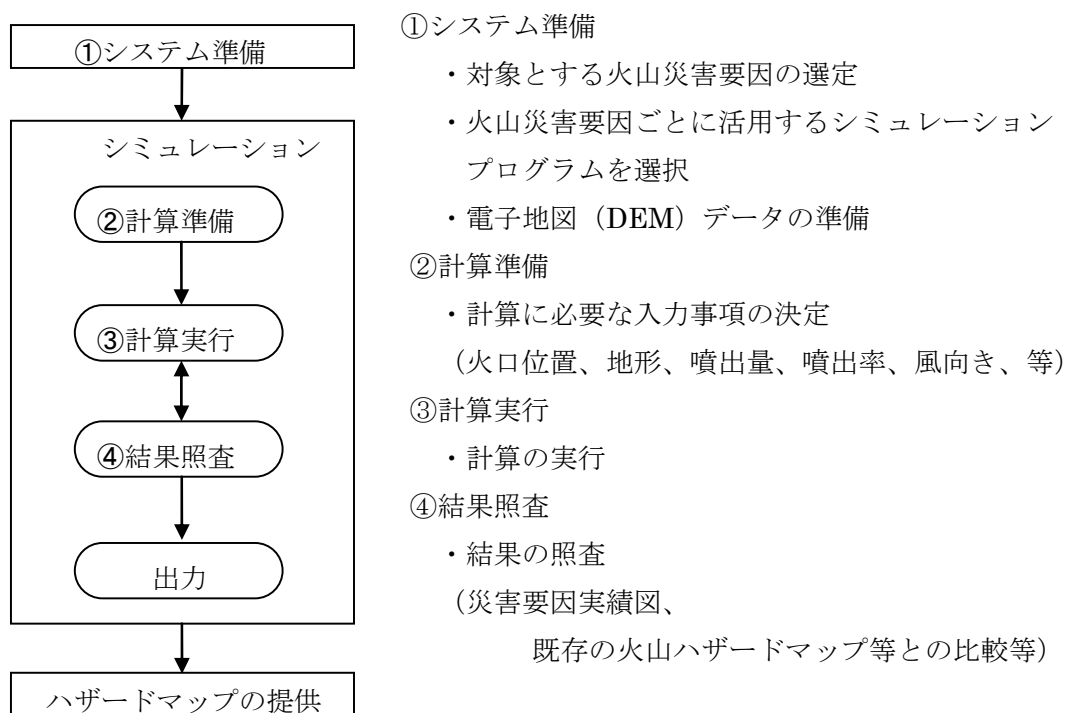 ①システム準備
シミュレーション
②計算準備
③計算実行
④結果照査
出力
ハザードマップの提供
①システム準備
・対象とする火山災害要因の選定
・火山災害要因ごとに活用するシミュレーション
プログラムを選択
・電子地図（DEM）データの準備
②計算準備
・計算に必要な入力事項の決定
（火口位置、地形、噴出量、噴出率、風向き、等）
③計算実行
・計算の実行
④結果照査
・結果の照査
（災害要因実績図、
既存の火山ハザードマップ等との比較等）